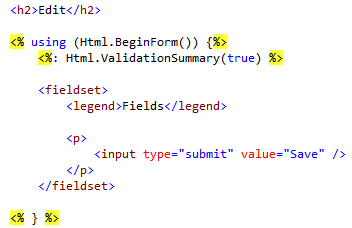 <h2>Edit</h2>
<% using (Html.BeginForm()) {%>
<%: Html.ValidationSummary(true) %>
<fieldset>
<legend>Fields</legend>
<p>
<input type="submit" value="Save" />
</p>
</fieldset>
<% } %>